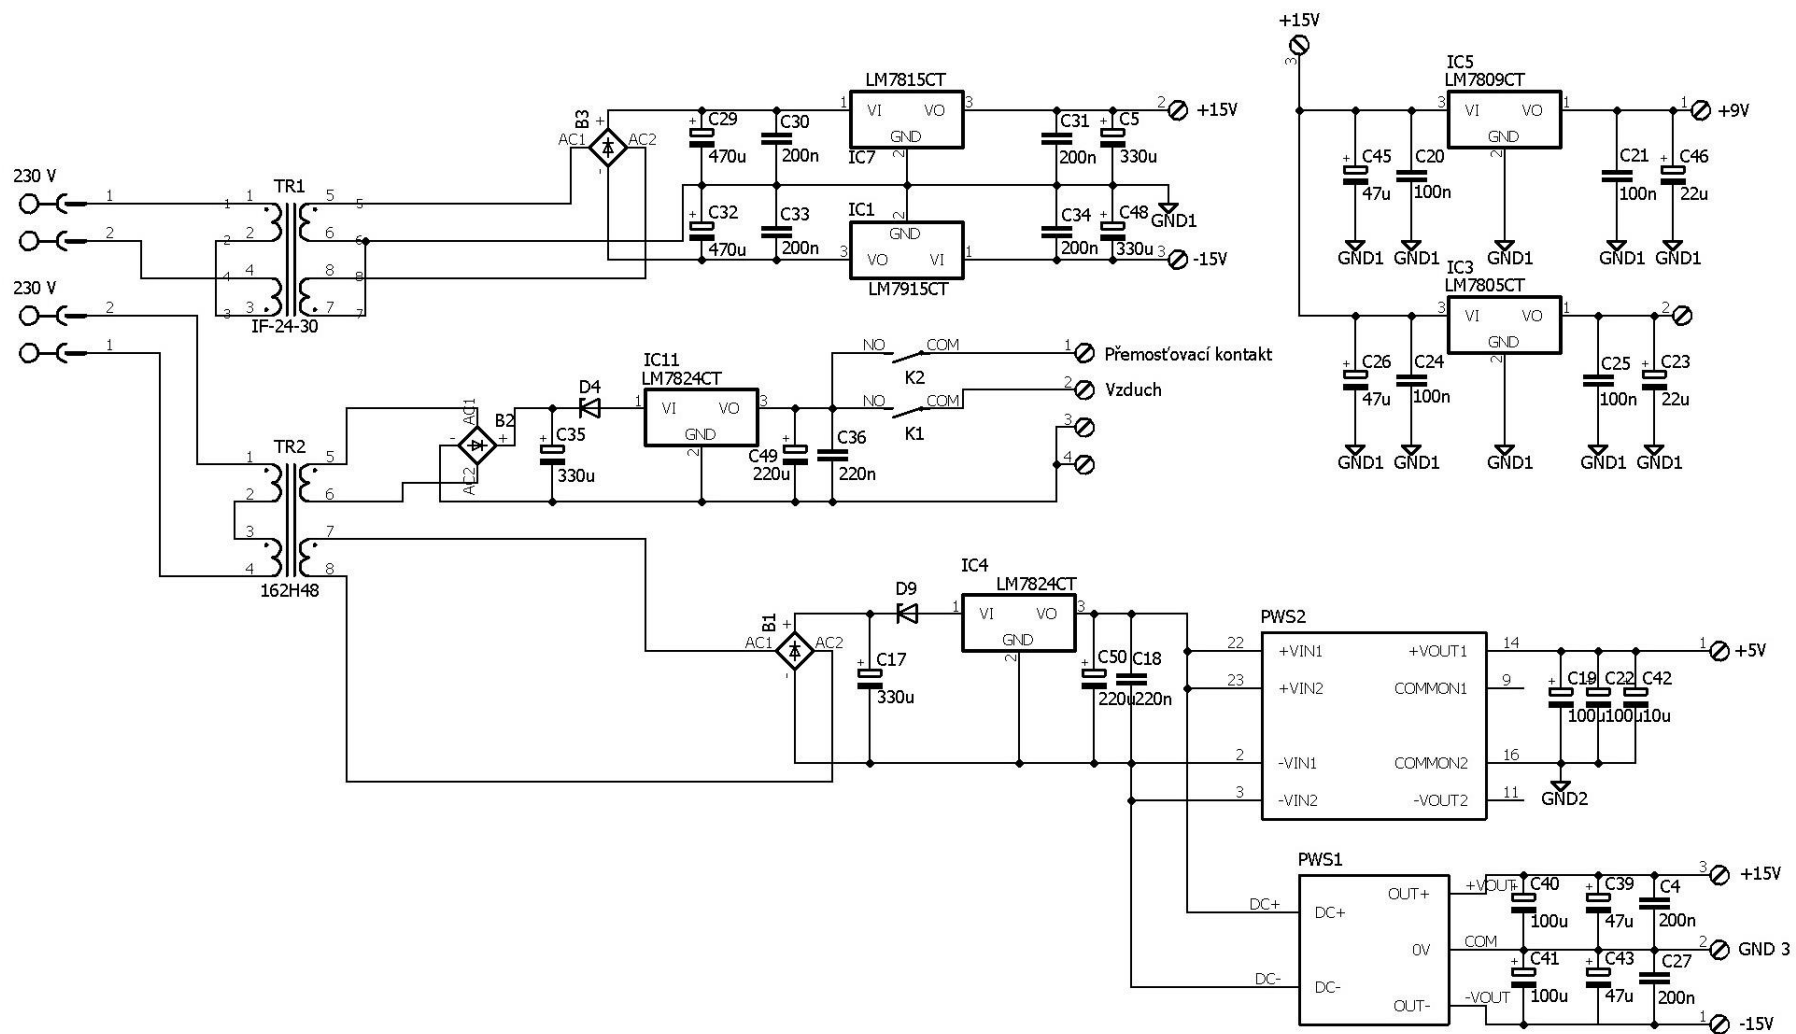 +15V
3
230 V
1
2
230 V
2
1
TR1
1 1
2 2
4 4
3 3
5 5
6 6
8 8
7 7
IF-24-30
B3
AC1
AC2
+
-
+
C29
470u
C30
200n
LM7815CT
1
VI
VO
3
GND
2
IC7
C31
200n
+
C5
330u
2
+15V
+
C32
470u
C33
200n
IC1
2
GND
3
VO
VI
1
LM7915CT
C34
200n
+
C48
330u
GND1
3
-15V
IC5
LM7809CT
3
VI
VO
1
GND
2
+
C45
47u
C20
100n
C21
100n
+
C46
22u
1
+9V
GND1
GND1
GND1
GND1
GND1
IC3
LM7805CT
3
VI
VO
1
GND
2
+
C26
47u
C24
100n
C25
100n
+
C23
22u
2
GND1
GND1
GND1
GND1
GND1
TR2
1
2
3
4
5
6
7
8
162H48
AC1
B2
-
+
AC2
+
C35
330u
D4
IC11
LM7824CT
1
VI
VO
3
GND
2
+
C49
220u
C36
220n
NO
COM
K2
NO
COM
K1
1
Přemosťovací kontakt
2
Vzduch
3
4
B1
AC1
AC2
+
-
+
C17
330u
D9
IC4
LM7824CT
1
VI
VO
3
GND
2
+
C50
220u
C18
220n
PWS2
22
+VIN1
23
+VIN2
2
-VIN1
3
-VIN2
+VOUT1
14
COMMON1
9
COMMON2
16
-VOUT2
11
+
C19
100u
+
C22
100u
+
C42
10u
1
+5V
GND2
PWS1
DC+
DC+
DC-
DC-
OUT+
+VOUT
0V
COM
OUT-
-VOUT
+
C40
100u
+
C39
47u
C4
200n
3
+15V
2
GND 3
+
C41
100u
+
C43
47u
C27
200n
1
-15V